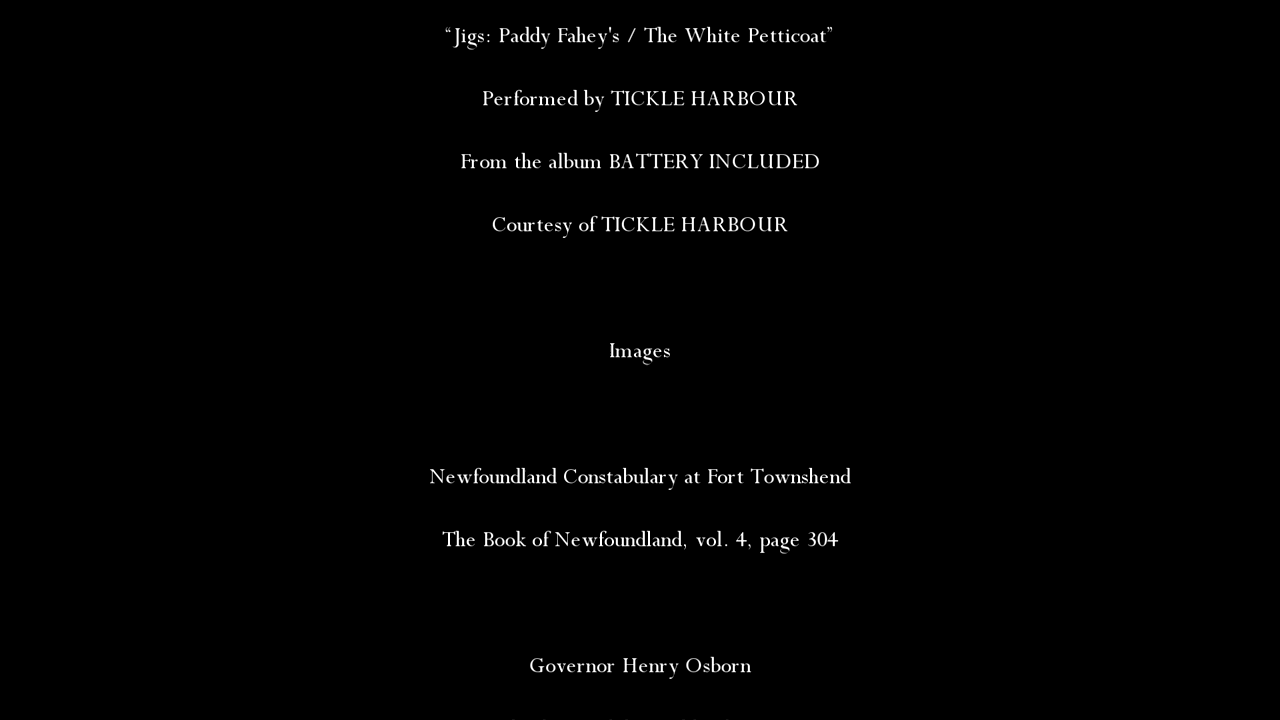 “Jigs: Paddy Fahey's / The White Petticoat”
Performed by TICKLE HARBOUR
From the album BATTERY INCLUDED
Courtesy of TICKLE HARBOUR
Images
Newfoundland Constabulary at Fort Townshend
The Book of Newfoundland, vol. 4, page 304
Governor Henry Osborn